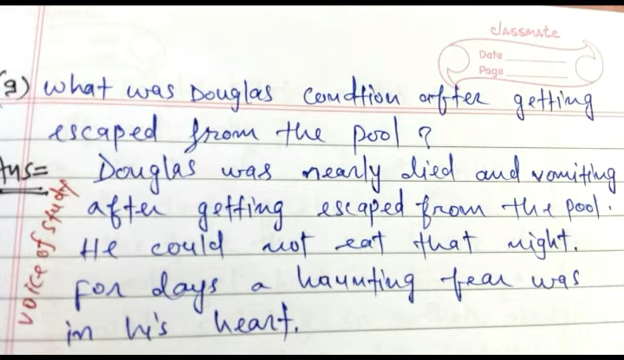 classmate
Date
Page
(g) What was Douglas condtion arfter getting
escaped from the pool ?
Ans= Douglas was nearly died and vomiting
after getting escaped from the pool.
He could not eat that night.
For days a haunting fear was
in his heart.
voice of study